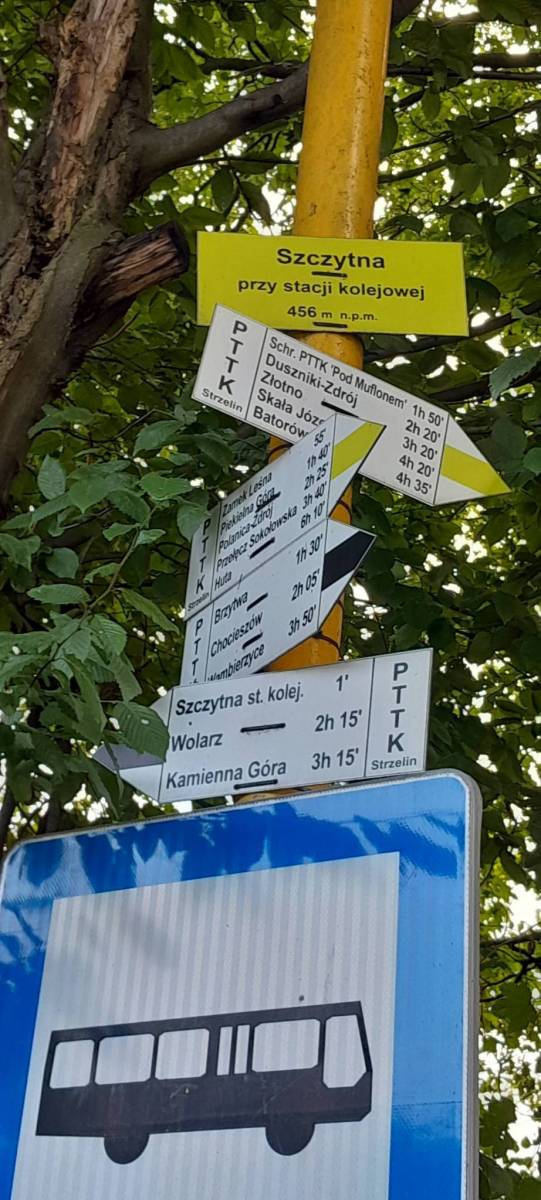 Szczytna
przy stacji kolejowej
456 m n.p.m.
PTTK
Strzelin
Schr. PTTK 'Pod Muflonem' 1h 50'
Duszniki-Zdrój 2h 20'
Złotno 3h 20'
Skała 4h 20'
4h 35'
PTTK
Strzelin
Zamek Leśna 55'
Piekielna Góra 1h 40'
Polanica-Zdrój 2h 25'
Przełęcz Sokołowska 3h 40'
Huta 6h 10'
PTT
Brzytwa 1h 30'
Chocieszów 2h 05'
Wambierzyce 3h 50'
Szczytna st. kolej. 1'
Wolarz 2h 15'
Kamienna Góra 3h 15'
PTTK
Strzelin